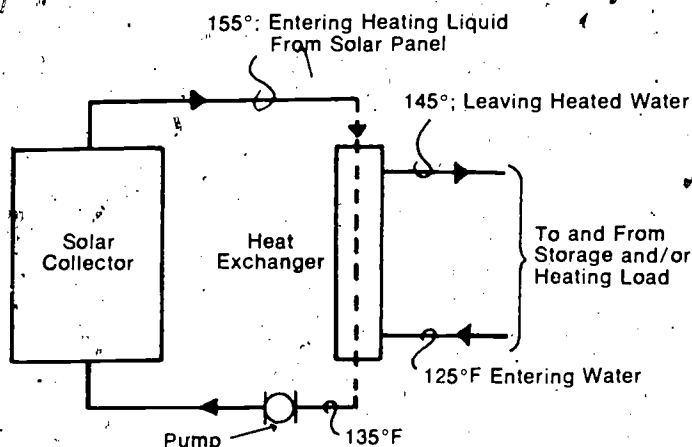 155°: Entering Heating Liquid
From Solar Panel
145°; Leaving Heated Water
Solar
Collector
Heat
Exchanger
To and From
Storage and/or
Heating Load
125°F Entering Water
Pump
135°F